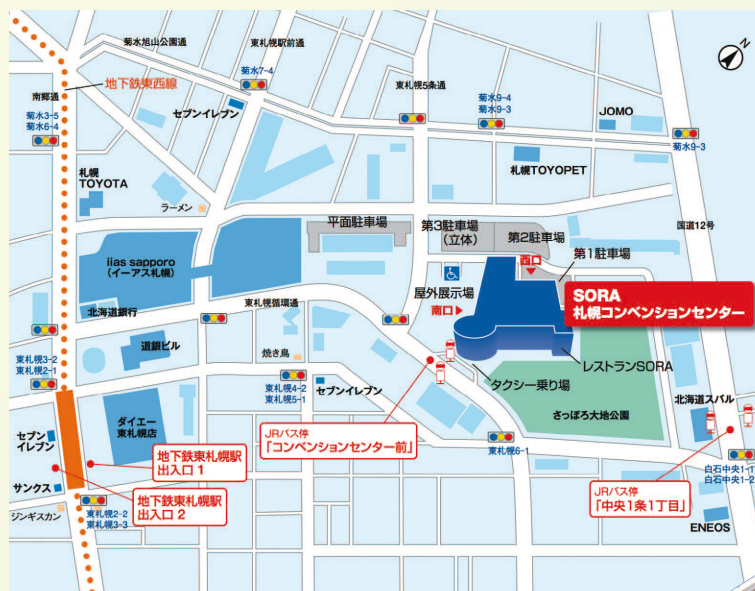 N
菊水旭山公園通
東札幌駅前通
菊水7-4
地下鉄東西線
東札幌5条通
菊水9-4
菊水9-3
南郷通
菊水3-5
菊水6-4
セブンイレブン
JOMO
菊水9-3
札幌
TOYOTA
札幌TOYOPET
ラーメン
平面駐車場
第3駐車場
（立体）
第2駐車場
国道12号
第1駐車場
iias sapporo
（イーアス札幌）
西口
屋外展示場
南口
SORA
札幌コンベンションセンター
北海道銀行
東札幌循環通
道銀ビル
焼き鳥
東札幌3-2
東札幌2-1
レストランSORA
タクシー乗り場
東札幌4-2
東札幌5-1
セブンイレブン
さっぽろ大地公園
北海道スバル
ダイエー
東札幌店
JRバス停
「コンベンションセンター前」
セブン
イレブン
地下鉄東札幌駅
出入口 1
東札幌6-1
白石中央1-1
白石中央1-2
サンクス
地下鉄東札幌駅
出入口 2
JRバス停
「中央1条1丁目」
ジンギスカン
東札幌2-2
東札幌3-3
ENEOS